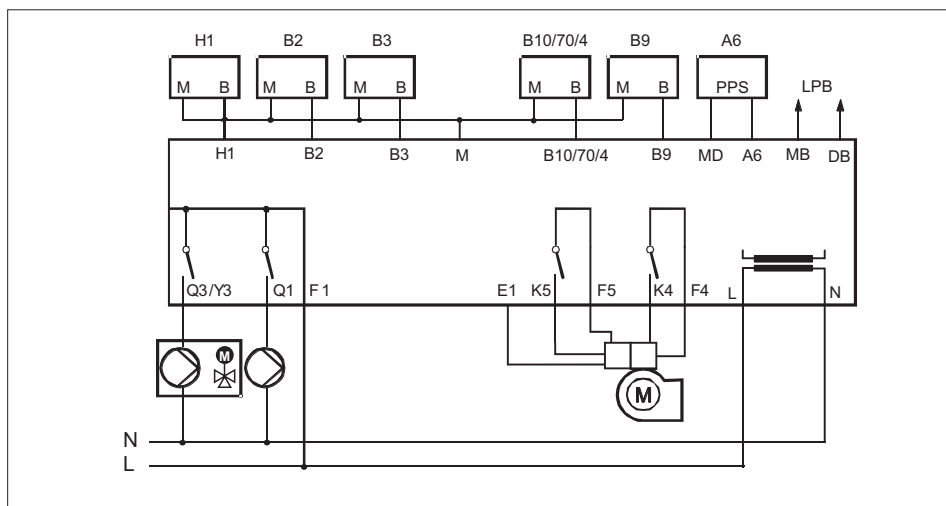 H1 B2 B3 B10/70/4 B9 A6
LPB
M B M B M B M B M B PPS
H1 B2 B3 M B10/70/4 B9 MD A6 MB DB
Q3/Y3 Q1 F1 E1 K5 F5 K4 F4 L N
M
M
N
L